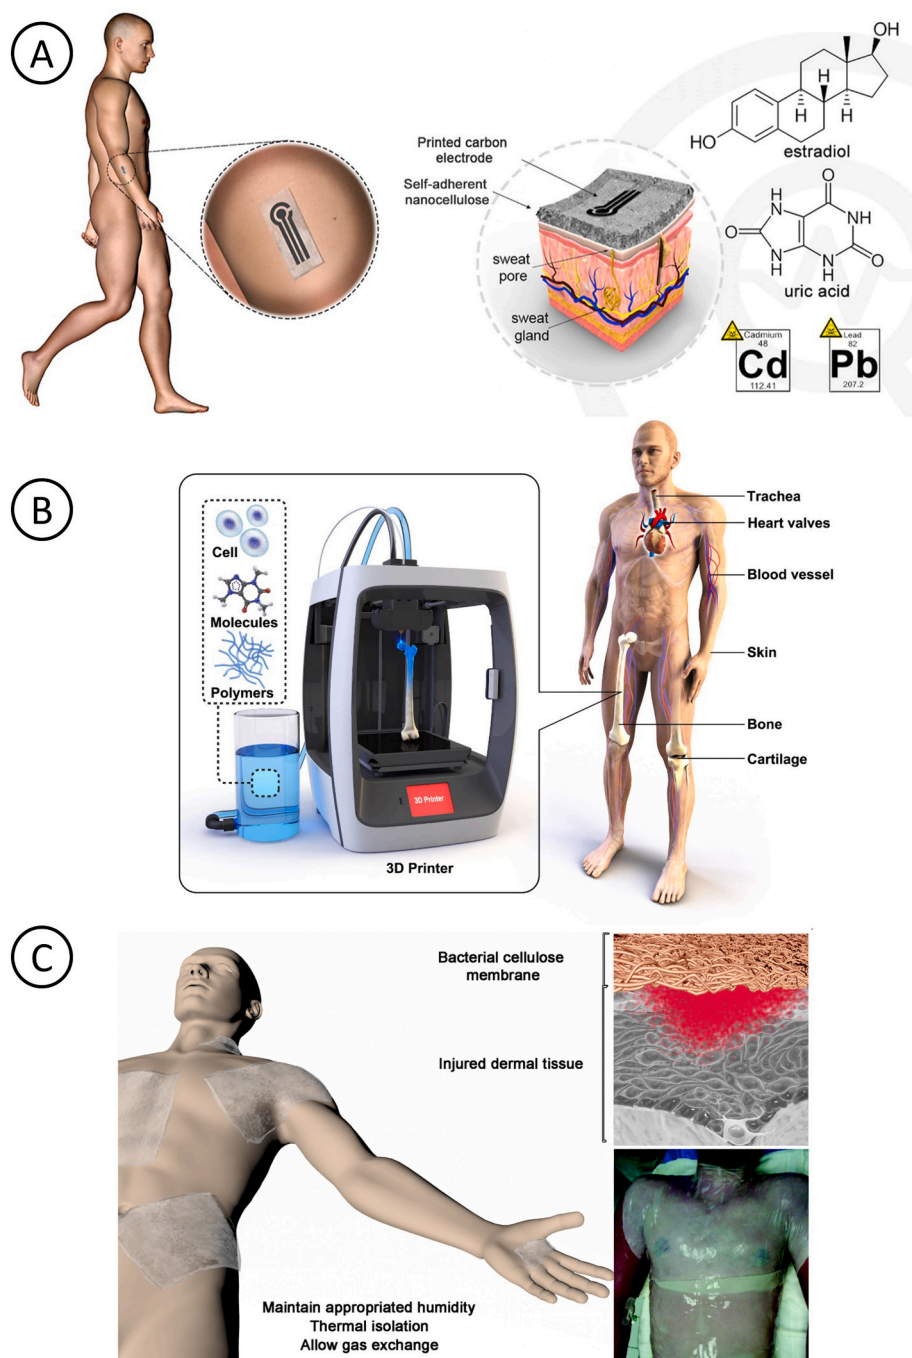 A
Printed carbon
electrode
Self-adherent
nanocellulose
sweat
pore
sweat
gland
OH
H
H
H
HO
estradiol
O
H
N
O
NH
N
H
N
H
O
uric acid
Cadmium
48
Cd
112.41
Lead
82
Pb
207.2
B
Cell
Molecules
Polymers
3D Printer
3D Printer
Trachea
Heart valves
Blood vessel
Skin
Bone
Cartilage
C
Bacterial cellulose
membrane
Injured dermal tissue
Maintain appropriated humidity
Thermal isolation
Allow gas exchange